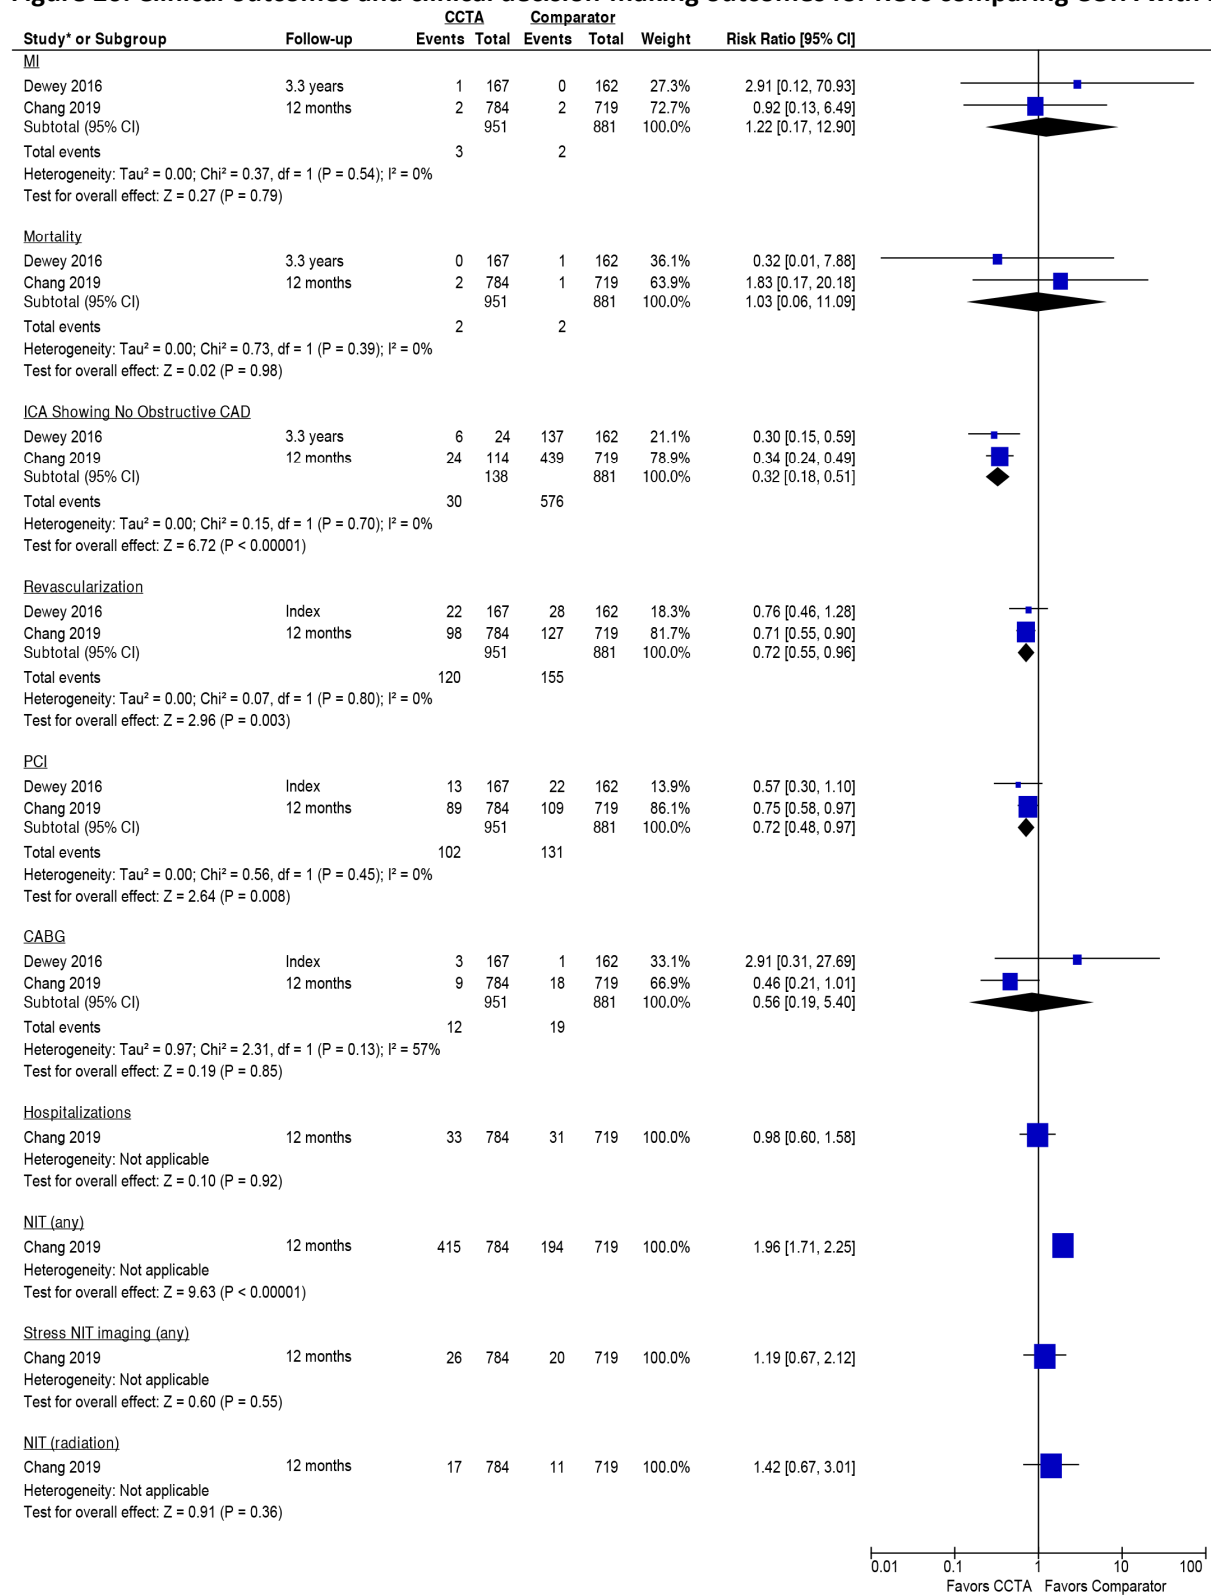 CCTA Comparator
Study* or Subgroup Follow-up Events Total Events Total Weight Risk Ratio [95% CI]
MI
Dewey 2016 3.3 years 1 167 0 162 27.3% 2.91 [0.12, 70.93]
Chang 2019 12 months 2 784 2 719 72.7% 0.92 [0.13, 6.49]
Subtotal (95% CI) 951 881 100.0% 1.22 [0.17, 12.90]
Total events 3 2
Heterogeneity: Tau² = 0.00; Chi² = 0.37, df = 1 (P = 0.54); I² = 0%
Test for overall effect: Z = 0.27 (P = 0.79)
Mortality
Dewey 2016 3.3 years 0 167 1 162 36.1% 0.32 [0.01, 7.88]
Chang 2019 12 months 2 784 1 719 63.9% 1.83 [0.17, 20.18]
Subtotal (95% CI) 951 881 100.0% 1.03 [0.06, 11.09]
Total events 2 2
Heterogeneity: Tau² = 0.00; Chi² = 0.73, df = 1 (P = 0.39); I² = 0%
Test for overall effect: Z = 0.02 (P = 0.98)
ICA Showing No Obstructive CAD
Dewey 2016 3.3 years 6 24 137 162 21.1% 0.30 [0.15, 0.59]
Chang 2019 12 months 24 114 439 719 78.9% 0.34 [0.24, 0.49]
Subtotal (95% CI) 138 881 100.0% 0.32 [0.18, 0.51]
Total events 30 576
Heterogeneity: Tau² = 0.00; Chi² = 0.15, df = 1 (P = 0.70); I² = 0%
Test for overall effect: Z = 6.72 (P < 0.00001)
Revascularization
Dewey 2016 Index 22 167 28 162 18.3% 0.76 [0.46, 1.28]
Chang 2019 12 months 98 784 127 719 81.7% 0.71 [0.55, 0.90]
Subtotal (95% CI) 951 881 100.0% 0.72 [0.55, 0.96]
Total events 120 155
Heterogeneity: Tau² = 0.00; Chi² = 0.07, df = 1 (P = 0.80); I² = 0%
Test for overall effect: Z = 2.96 (P = 0.003)
PCI
Dewey 2016 Index 13 167 22 162 13.9% 0.57 [0.30, 1.10]
Chang 2019 12 months 89 784 109 719 86.1% 0.75 [0.58, 0.97]
Subtotal (95% CI) 951 881 100.0% 0.72 [0.48, 0.97]
Total events 102 131
Heterogeneity: Tau² = 0.00; Chi² = 0.56, df = 1 (P = 0.45); I² = 0%
Test for overall effect: Z = 2.64 (P = 0.008)
CABG
Dewey 2016 Index 3 167 1 162 33.1% 2.91 [0.31, 27.69]
Chang 2019 12 months 9 784 18 719 66.9% 0.46 [0.21, 1.01]
Subtotal (95% CI) 951 881 100.0% 0.56 [0.19, 5.40]
Total events 12 19
Heterogeneity: Tau² = 0.97; Chi² = 2.31, df = 1 (P = 0.13); I² = 57%
Test for overall effect: Z = 0.19 (P = 0.85)
Hospitalizations
Chang 2019 12 months 33 784 31 719 100.0% 0.98 [0.60, 1.58]
Heterogeneity: Not applicable
Test for overall effect: Z = 0.10 (P = 0.92)
NIT (any)
Chang 2019 12 months 415 784 194 719 100.0% 1.96 [1.71, 2.25]
Heterogeneity: Not applicable
Test for overall effect: Z = 9.63 (P < 0.00001)
Stress NIT imaging (any)
Chang 2019 12 months 26 784 20 719 100.0% 1.19 [0.67, 2.12]
Heterogeneity: Not applicable
Test for overall effect: Z = 0.60 (P = 0.55)
NIT (radiation)
Chang 2019 12 months 17 784 11 719 100.0% 1.42 [0.67, 3.01]
Heterogeneity: Not applicable
Test for overall effect: Z = 0.91 (P = 0.36)
0.01 0.1 1 10 100
Favors CCTA Favors Comparator